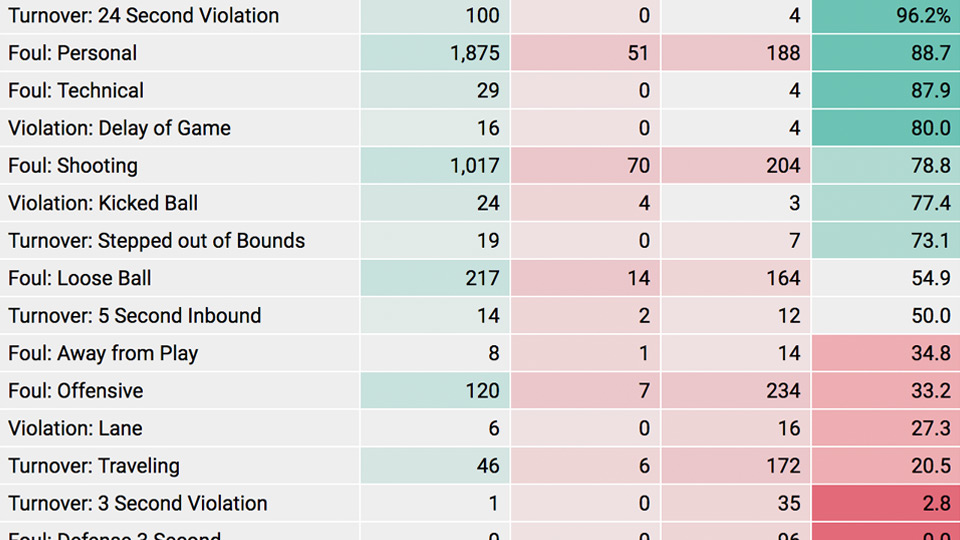 Turnover: 24 Second Violation 100 0 4 96.2%
Foul: Personal 1,875 51 188 88.7
Foul: Technical 29 0 4 87.9
Violation: Delay of Game 16 0 4 80.0
Foul: Shooting 1,017 70 204 78.8
Violation: Kicked Ball 24 4 3 77.4
Turnover: Stepped out of Bounds 19 0 7 73.1
Foul: Loose Ball 217 14 164 54.9
Turnover: 5 Second Inbound 14 2 12 50.0
Foul: Away from Play 8 1 14 34.8
Foul: Offensive 120 7 234 33.2
Violation: Lane 6 0 16 27.3
Turnover: Traveling 46 6 172 20.5
Turnover: 3 Second Violation 1 0 35 2.8
Foul: Defense 3 Second 0 0 96 0.0